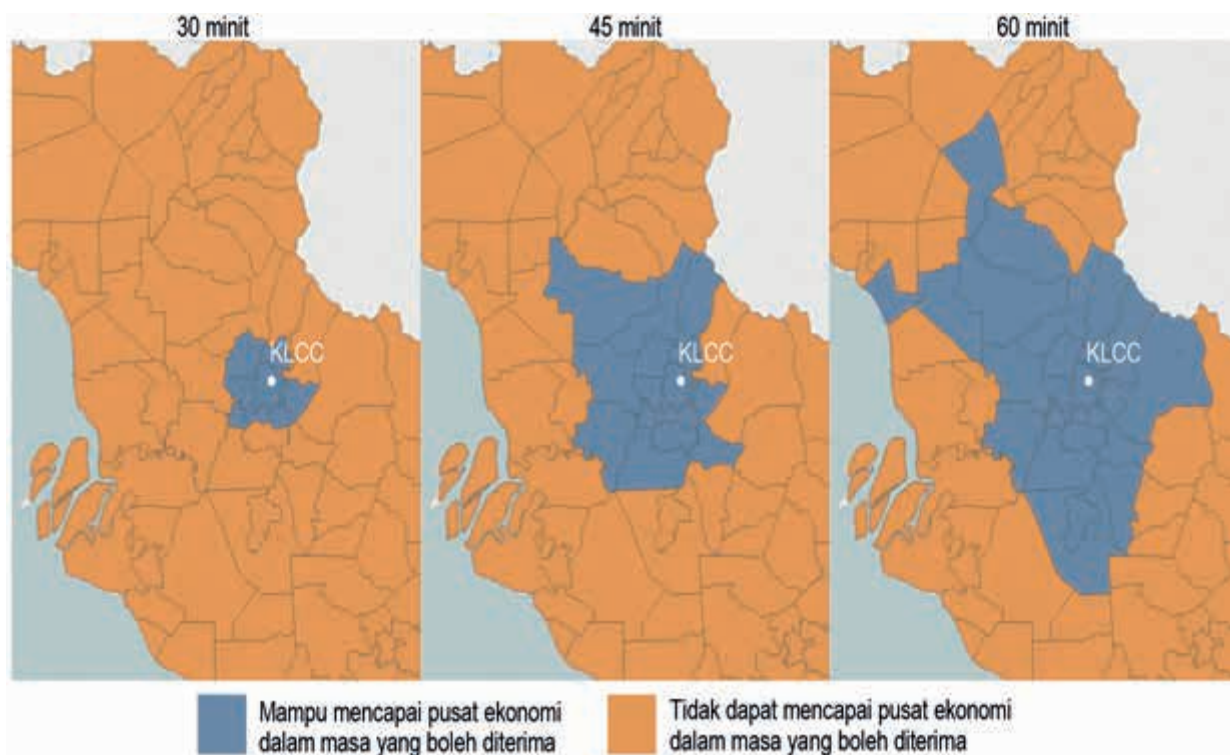 30 minit
45 minit
60 minit
KLCC
KLCC
KLCC
Mampu mencapai pusat ekonomi
dalam masa yang boleh diterima
Tidak dapat mencapai pusat ekonomi
dalam masa yang boleh diterima